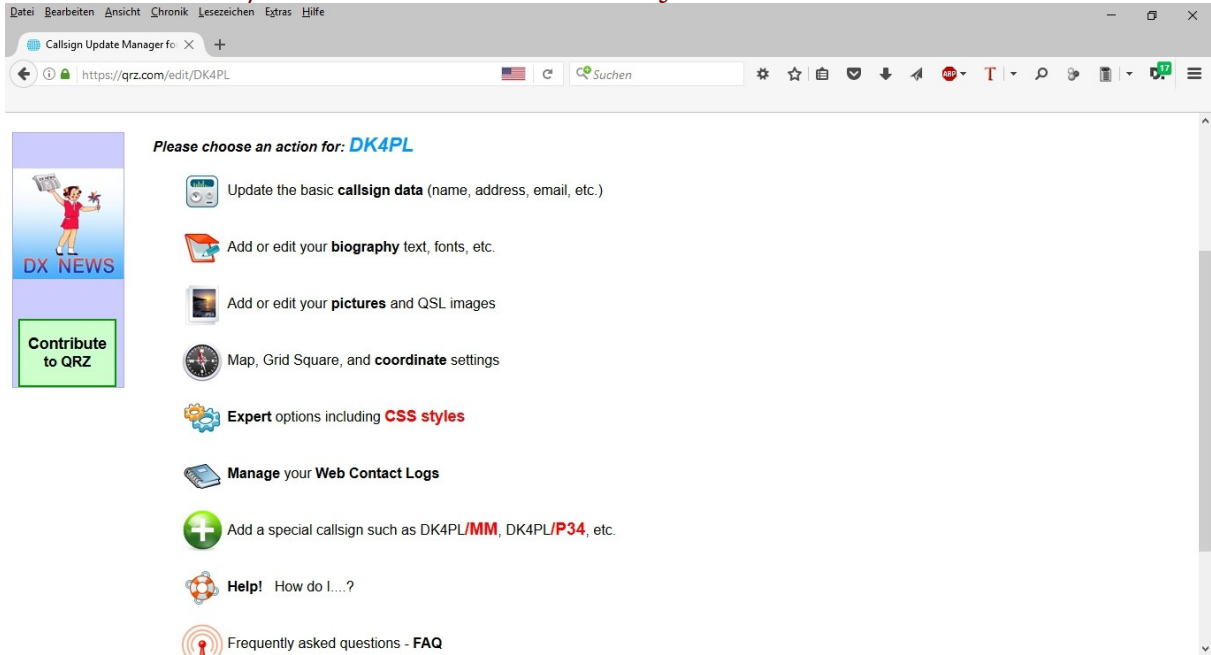 Datei Bearbeiten Ansicht Chronik Lesezeichen Extras Hilfe
Callsign Update Manager fo
https://qrz.com/edit/DK4PL
Suchen
ABP
T
D.
17
Please choose an action for: DK4PL
Update the basic callsign data (name, address, email, etc.)
Add or edit your biography text, fonts, etc.
Add or edit your pictures and QSL images
Map, Grid Square, and coordinate settings
Expert options including CSS styles
Manage your Web Contact Logs
Add a special callsign such as DK4PL/MM, DK4PL/P34, etc.
Help! How do I....?
Frequently asked questions - FAQ
DX NEWS
Contribute
to QRZ